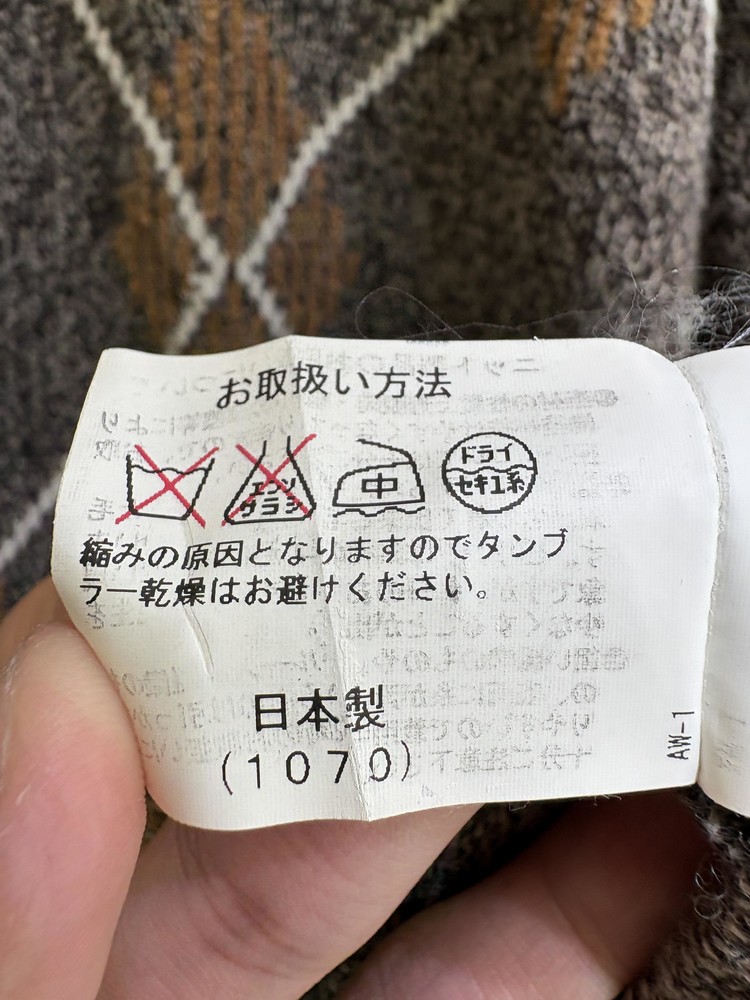 お取扱い方法
エンソ
サラシ
中
ドライ
セキユ系
縮みの原因となりますのでタンブ
ラー乾燥はお避けください。
日本製
(1070)
AW-1